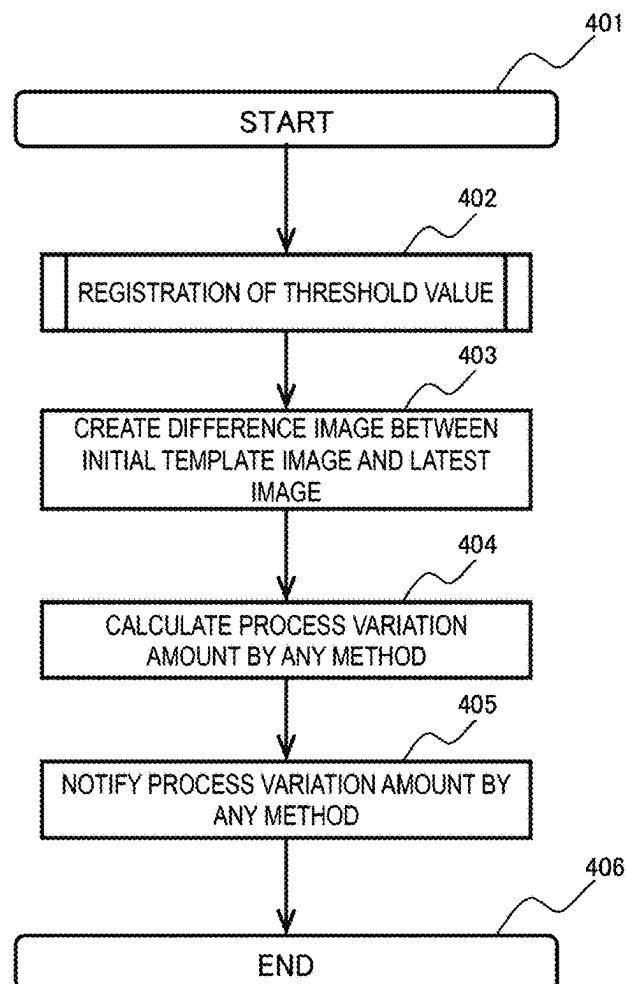 401
START
402
REGISTRATION OF THRESHOLD VALUE
403
CREATE DIFFERENCE IMAGE BETWEEN
INITIAL TEMPLATE IMAGE AND LATEST
IMAGE
404
CALCULATE PROCESS VARIATION
AMOUNT BY ANY METHOD
405
NOTIFY PROCESS VARIATION AMOUNT BY
ANY METHOD
406
END